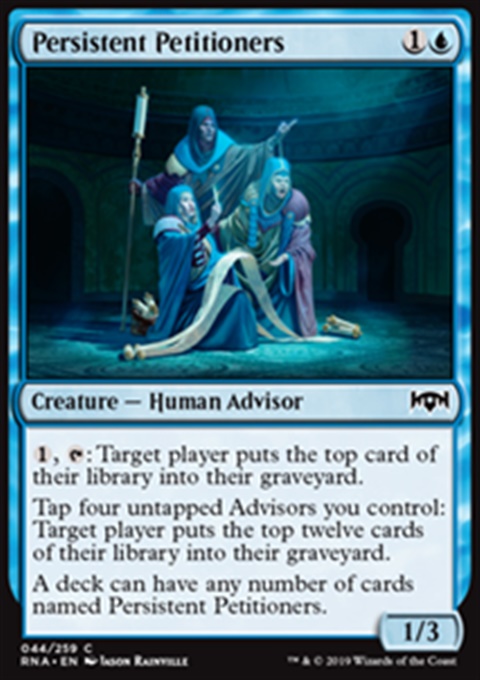 Persistent Petitioners 1
Creature — Human Advisor
1, : Target player puts the top card of
their library into their graveyard.
Tap four untapped Advisors you control:
Target player puts the top twelve cards
of their library into their graveyard.
A deck can have any number of cards
named Persistent Petitioners.
1/3
044/259 C
RNA • EN Jason Rainville
™ & © 2019 Wizards of the Coast